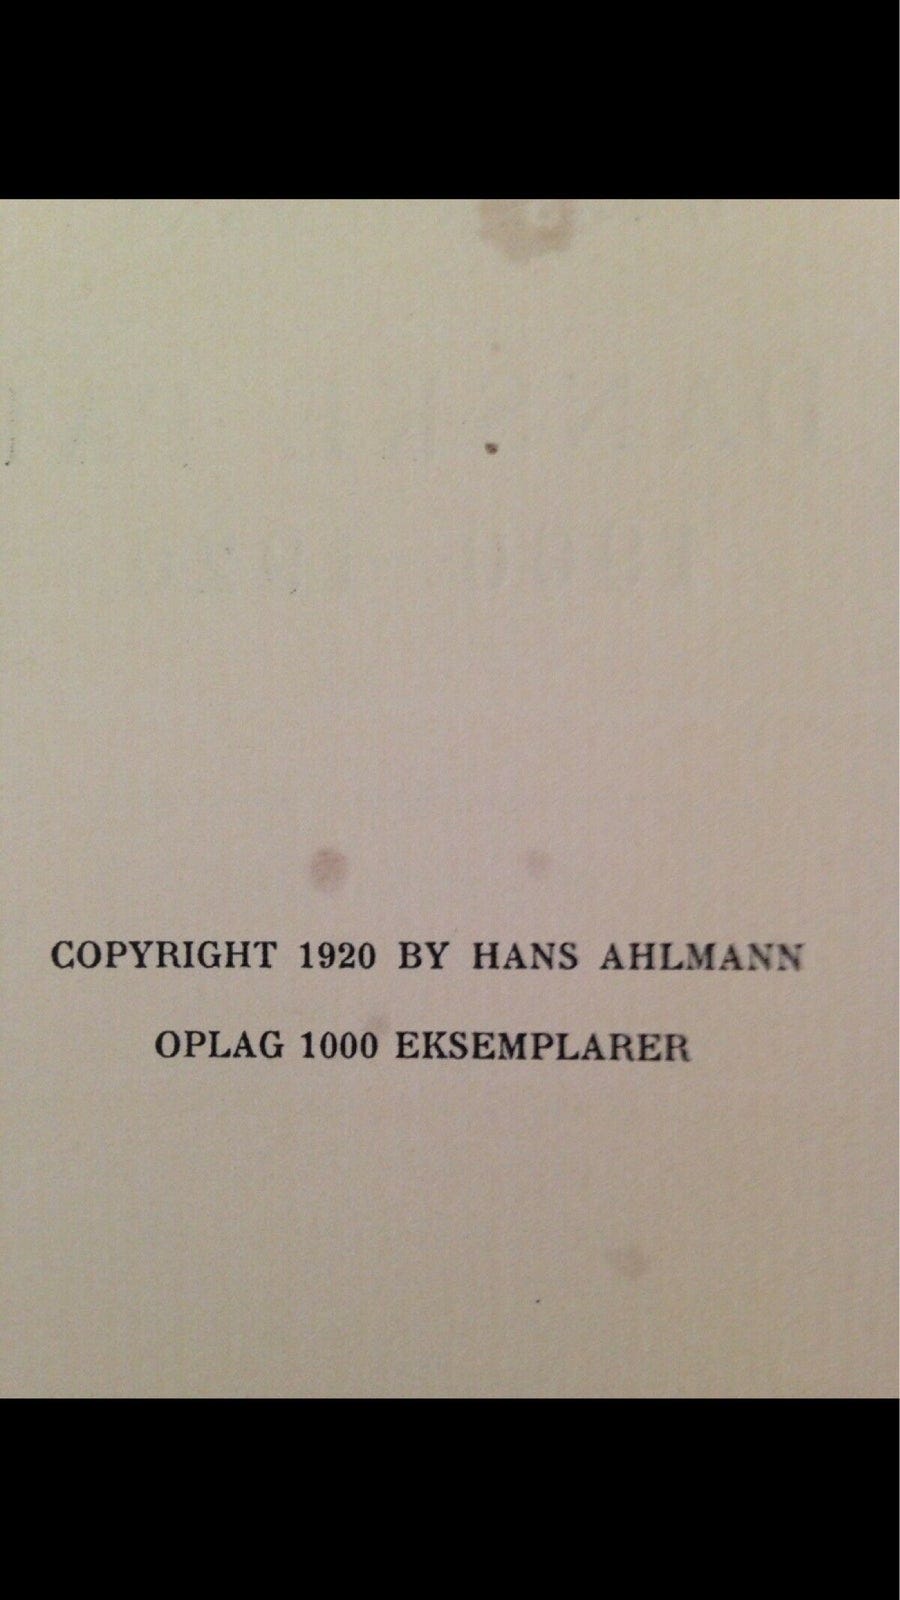 COPYRIGHT 1920 BY HANS AHLMANN
OPLAG 1000 EKSEMPLARER